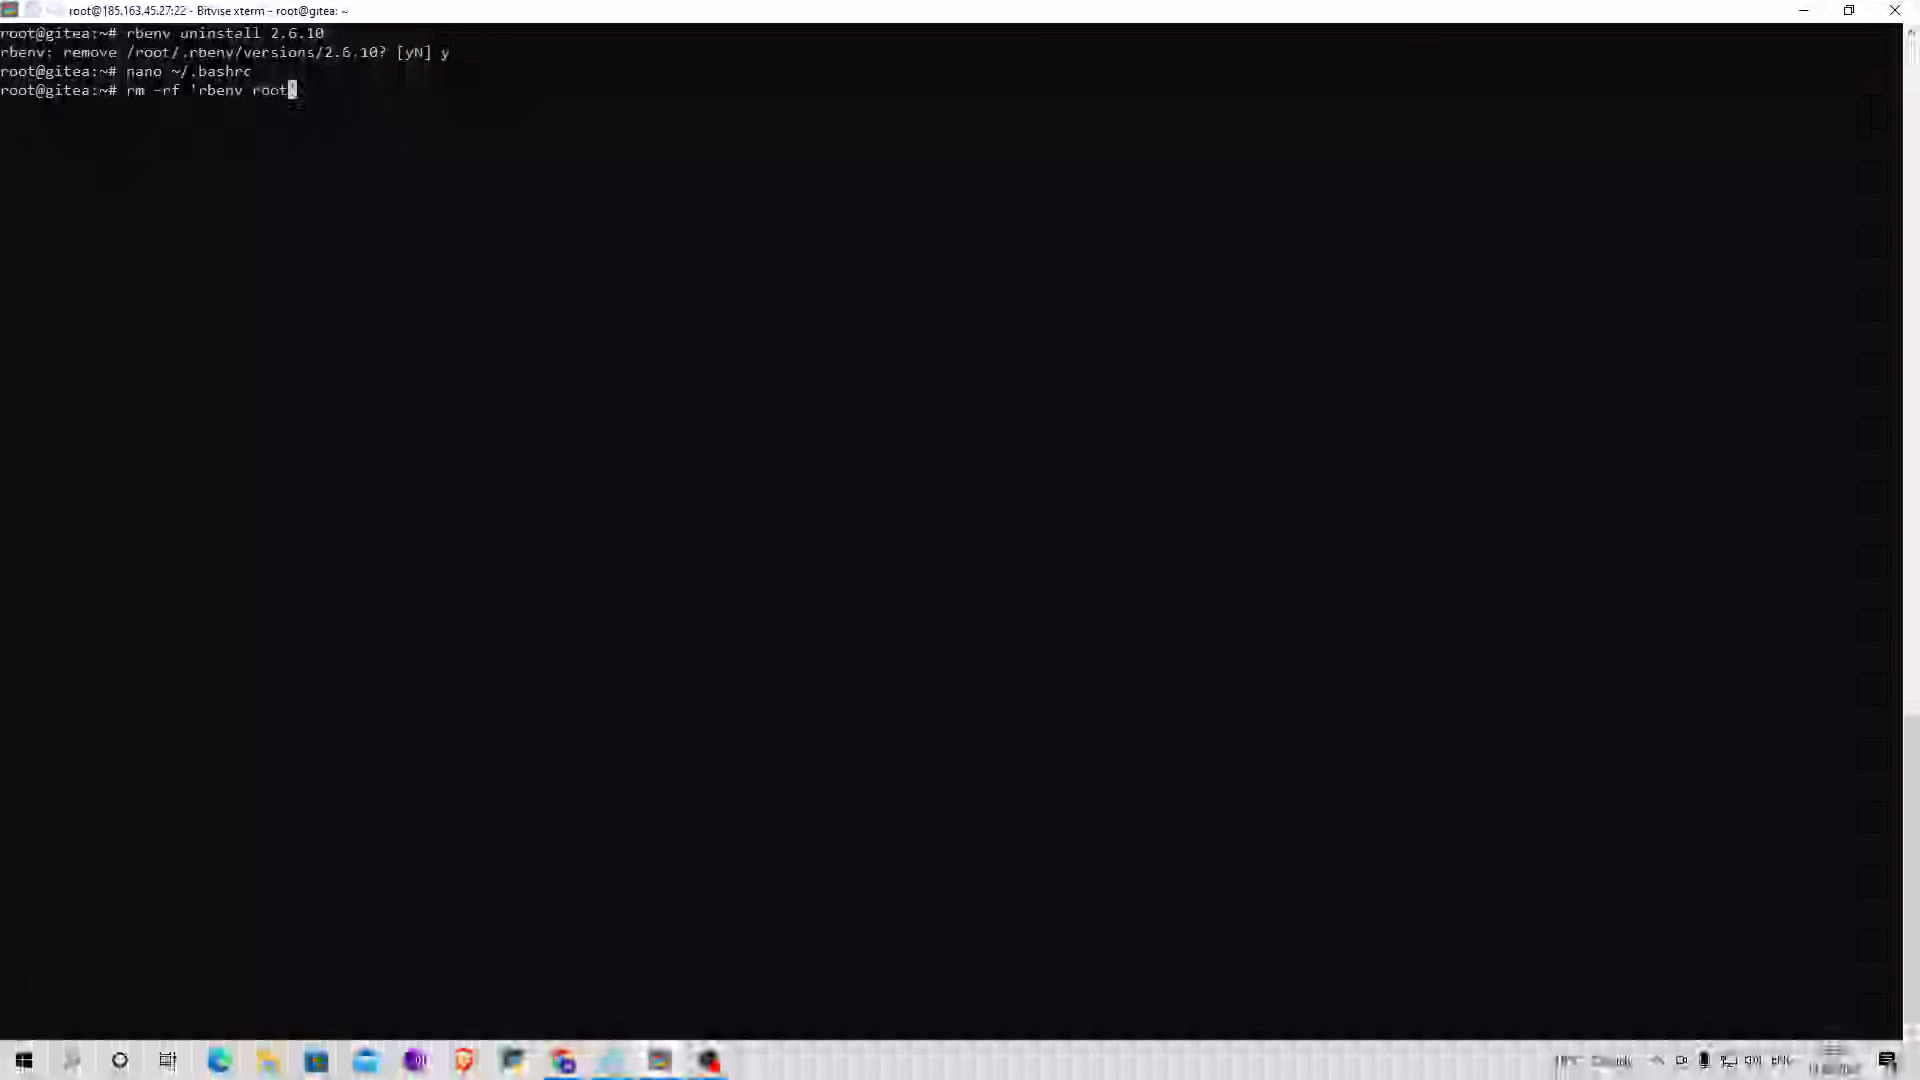 root@185.163.45.27:22 - Bitvise xterm - root@gitea: ~
root@gitea:~# rbenv uninstall 2.6.10
rbenv: remove /root/.rbenv/versions/2.6.10? [yN] y
root@gitea:~# nano ~/.bashrc
root@gitea:~# rm -rf 'rbenv root'
ENG